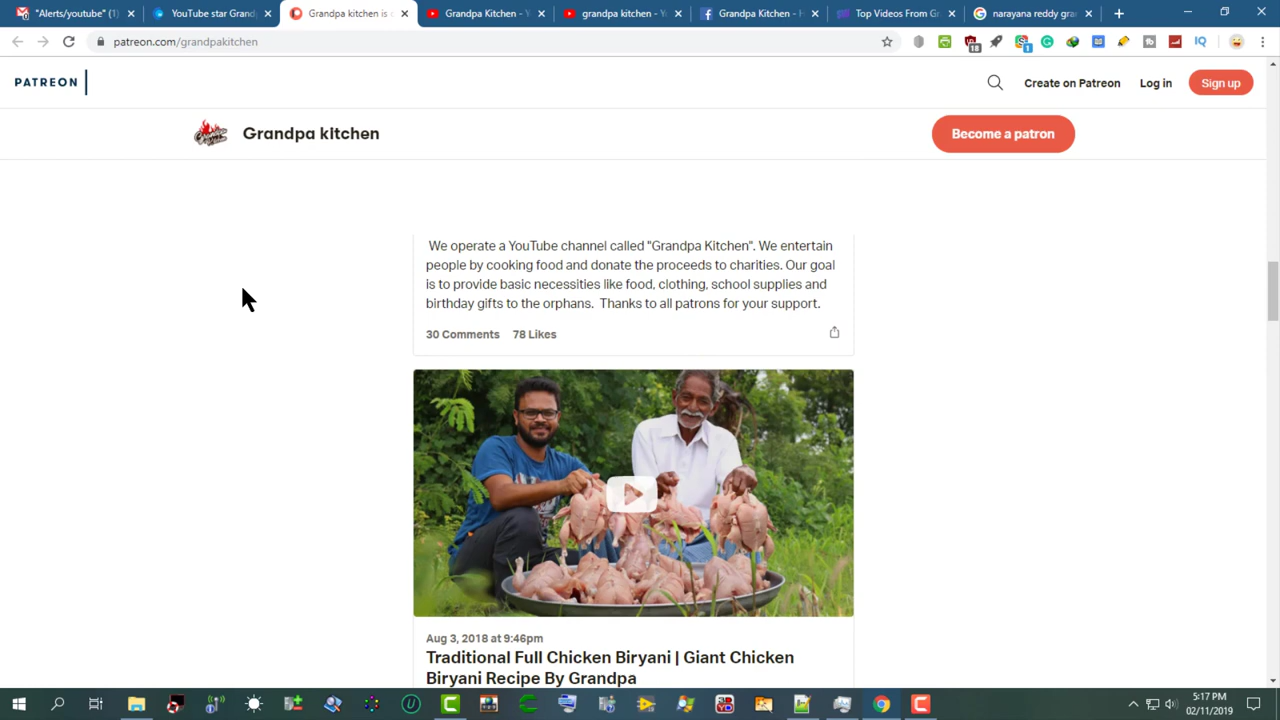 "Alerts/youtube" (1)
YouTube star Grand
Grandpa kitchen is c
Grandpa Kitchen - Y
grandpa kitchen - Yo
Grandpa Kitchen - H
Top Videos From Gr
narayana reddy gra
patreon.com/grandpakitchen
18
1
IQ
PATREON
Create on Patreon
Log in
Sign up
Grandpa kitchen
Become a patron
We operate a YouTube channel called "Grandpa Kitchen". We entertain
people by cooking food and donate the proceeds to charities. Our goal
is to provide basic necessities like food, clothing, school supplies and
birthday gifts to the orphans. Thanks to all patrons for your support.
30 Comments 78 Likes
Aug 3, 2018 at 9:46pm
Traditional Full Chicken Biryani | Giant Chicken
Biryani Recipe By Grandpa
5:17 PM
02/11/2019